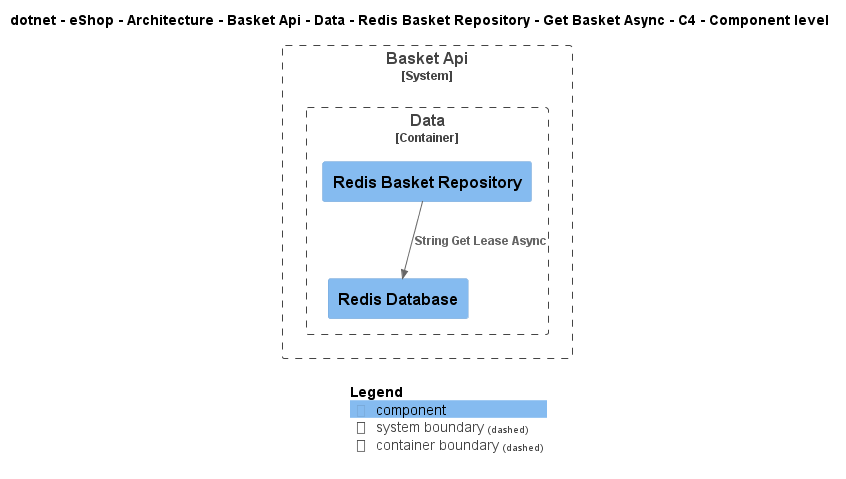 dotnet - eShop - Architecture - Basket Api - Data - Redis Basket Repository - Get Basket Async - C4 - Component level
Basket Api
[System]
Data
[Container]
Redis Basket Repository
String Get Lease Async
Redis Database
Legend
component
system boundary (dashed)
container boundary (dashed)